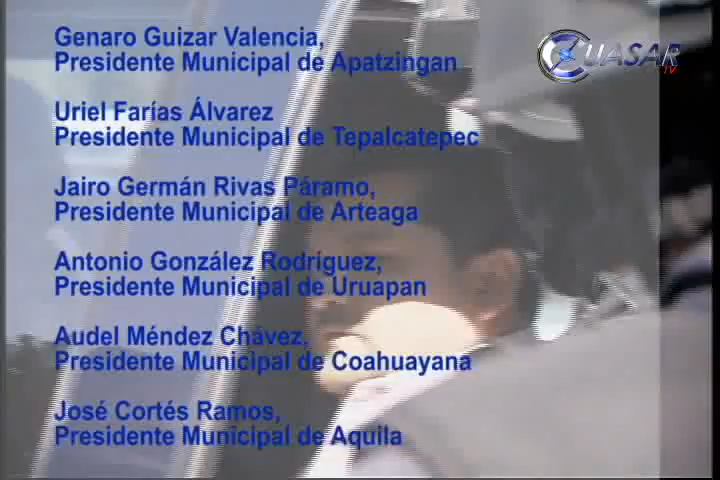 Genaro Guizar Valencia,
Presidente Municipal de Apatzingan
Uriel Farías Álvarez
Presidente Municipal de Tepalcatepec
Jairo Germán Rivas Páramo,
Presidente Municipal de Arteaga
Antonio González Rodriguez,
Presidente Municipal de Uruapan
Audel Méndez Chávez,
Presidente Municipal de Coahuayana
José Cortés Ramos,
Presidente Municipal de Aquila
CUASAR
TV